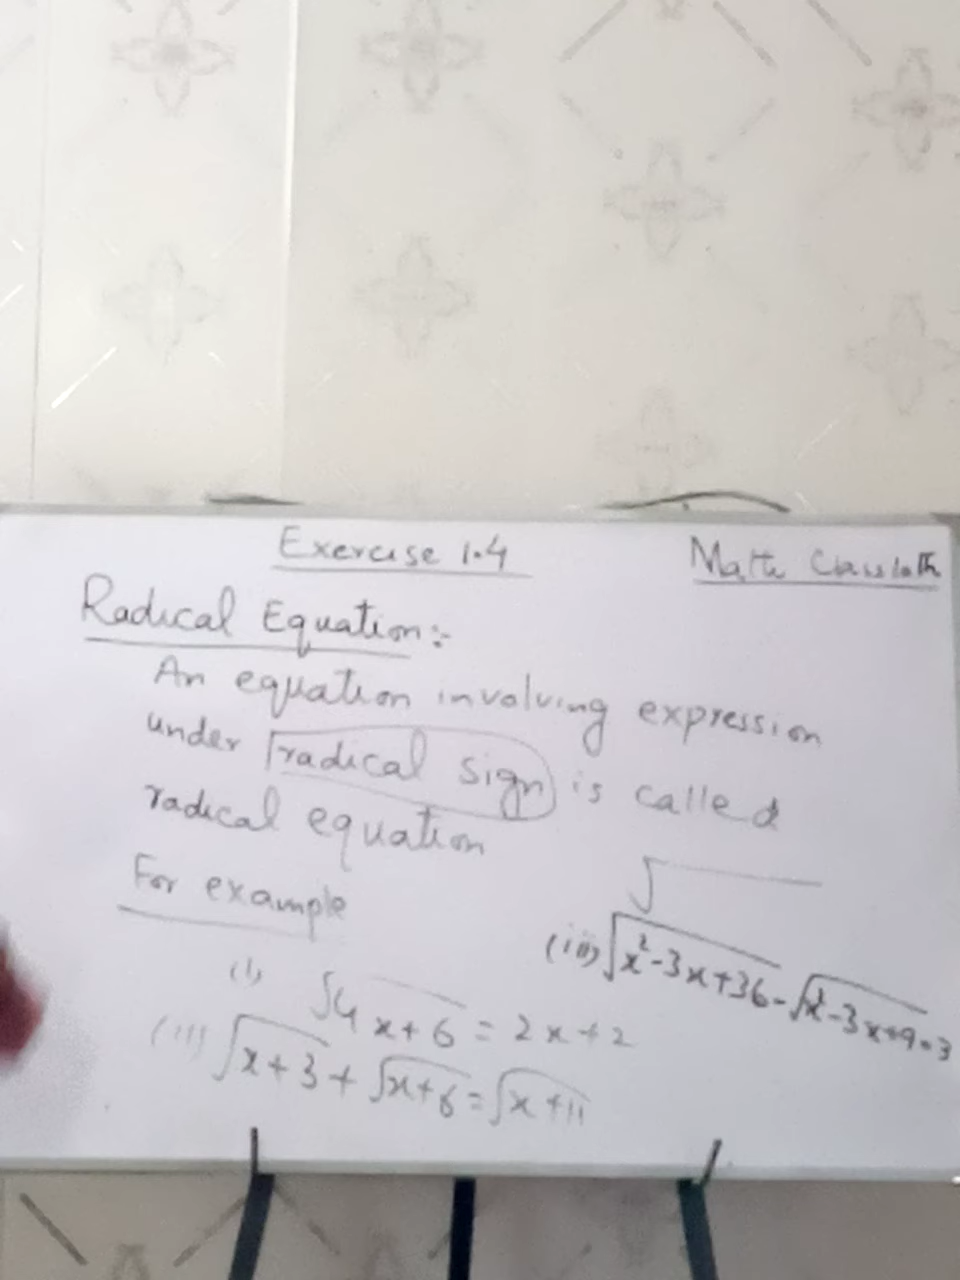 Exercise 1.4
Math Class 10th
Radical Equation:-
An equation involving expression
under radical sign is called
radical equation
For example
√
(i) √4x+6 = 2x+2
(ii) √x+3 + √x+6 = √x+11
(iii) √x²-3x+36 - √x²-3x+9 = 3